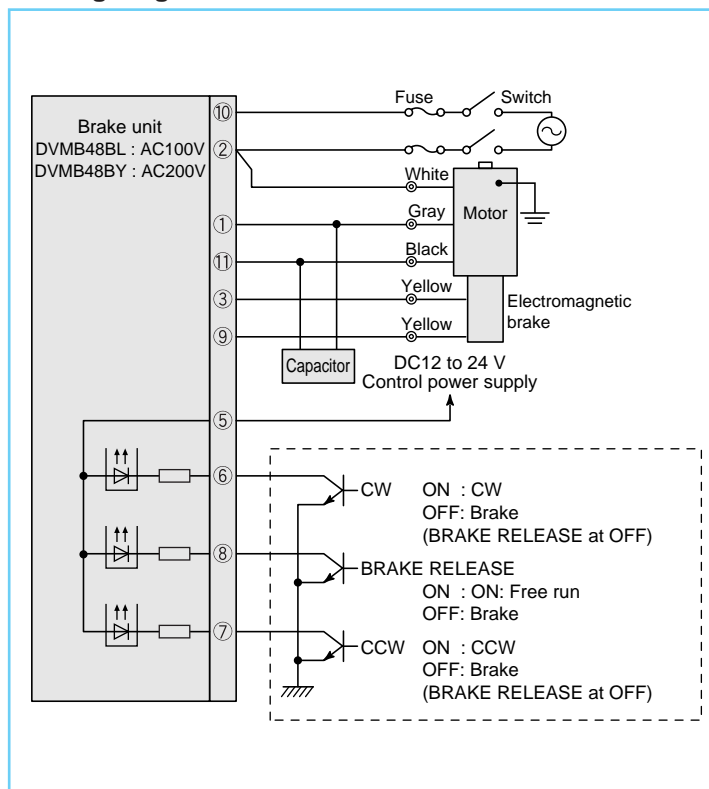 Fuse
Switch
Brake unit
DVMB48BL : AC100V
DVMB48BY : AC200V
⑩
②
White
①
Gray
Motor
⑪
Black
③
Yellow
Electromagnetic
brake
⑨
Yellow
Capacitor
DC12 to 24 V
Control power supply
⑤
⑥
CW ON : CW
OFF: Brake
(BRAKE RELEASE at OFF)
⑧
BRAKE RELEASE
ON : ON: Free run
OFF: Brake
⑦
CCW ON : CCW
OFF: Brake
(BRAKE RELEASE at OFF)